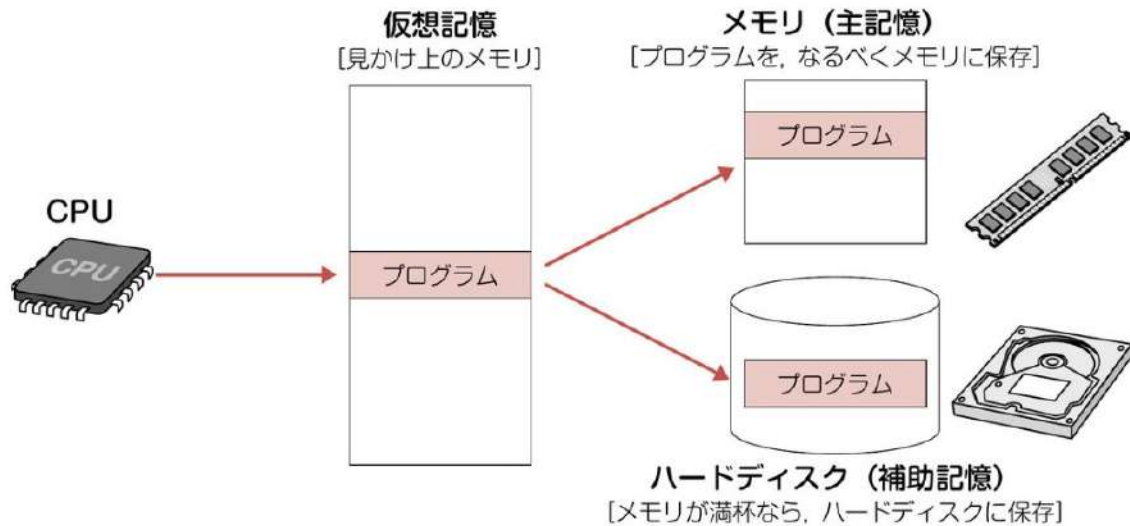 仮想記憶
[見かけ上のメモリ]
メモリ（主記憶）
[プログラムを，なるべくメモリに保存]
プログラム
CPU
CPU
プログラム
プログラム
ハードディスク（補助記憶）
[メモリが満杯なら，ハードディスクに保存]